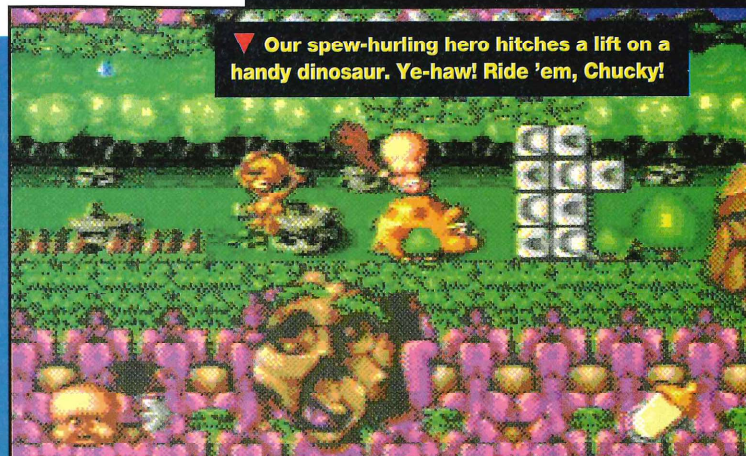 Our spew-hurling hero hitches a lift on a
handy dinosaur. Ye-haw! Ride 'em, Chucky!